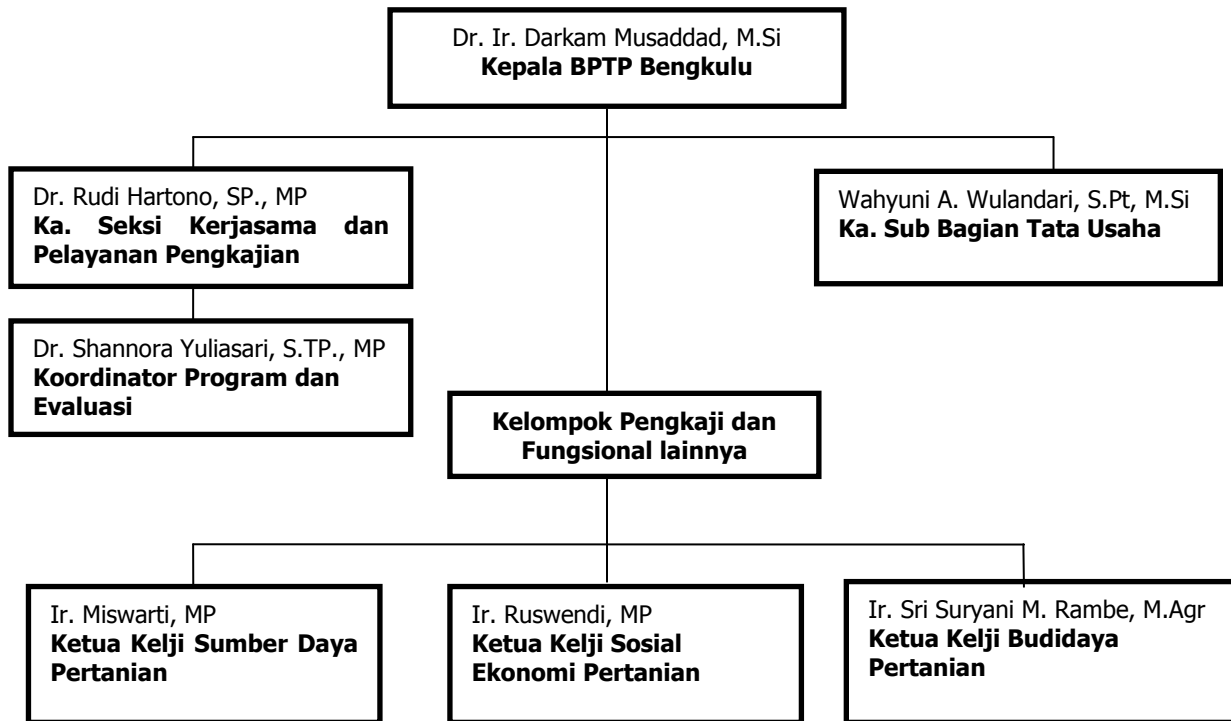 Dr. Ir. Darkam Musaddad, M.Si
Kepala BPTP Bengkulu
Dr. Rudi Hartono, SP., MP
Ka. Seksi Kerjasama dan
Pelayanan Pengkajian
Wahyuni A. Wulandari, S.Pt, M.Si
Ka. Sub Bagian Tata Usaha
Dr. Shannora Yuliasari, S.TP., MP
Koordinator Program dan
Evaluasi
Kelompok Pengkaji dan
Fungsional lainnya
Ir. Miswarti, MP
Ketua Kelji Sumber Daya
Pertanian
Ir. Ruswendi, MP
Ketua Kelji Sosial
Ekonomi Pertanian
Ir. Sri Suryani M. Rambe, M.Agr
Ketua Kelji Budidaya
Pertanian